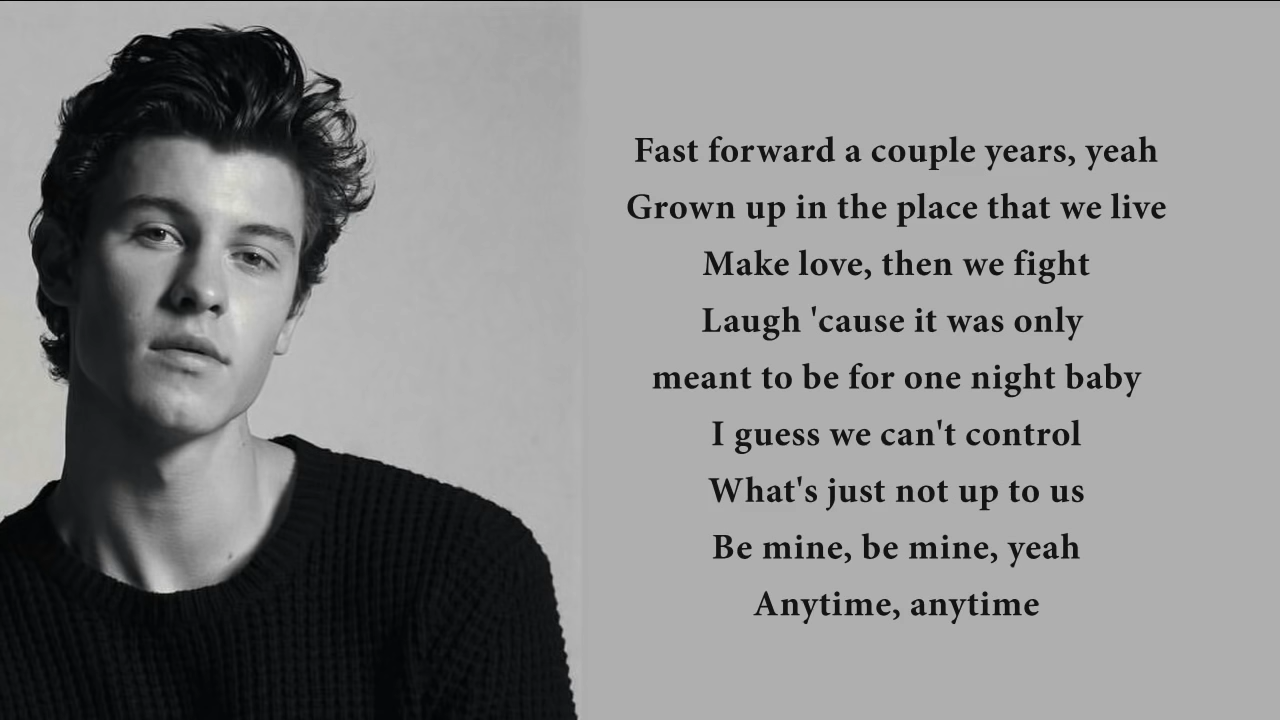 Fast forward a couple years, yeah
Grown up in the place that we live
Make love, then we fight
Laugh 'cause it was only
meant to be for one night baby
I guess we can't control
What's just not up to us
Be mine, be mine, yeah
Anytime, anytime